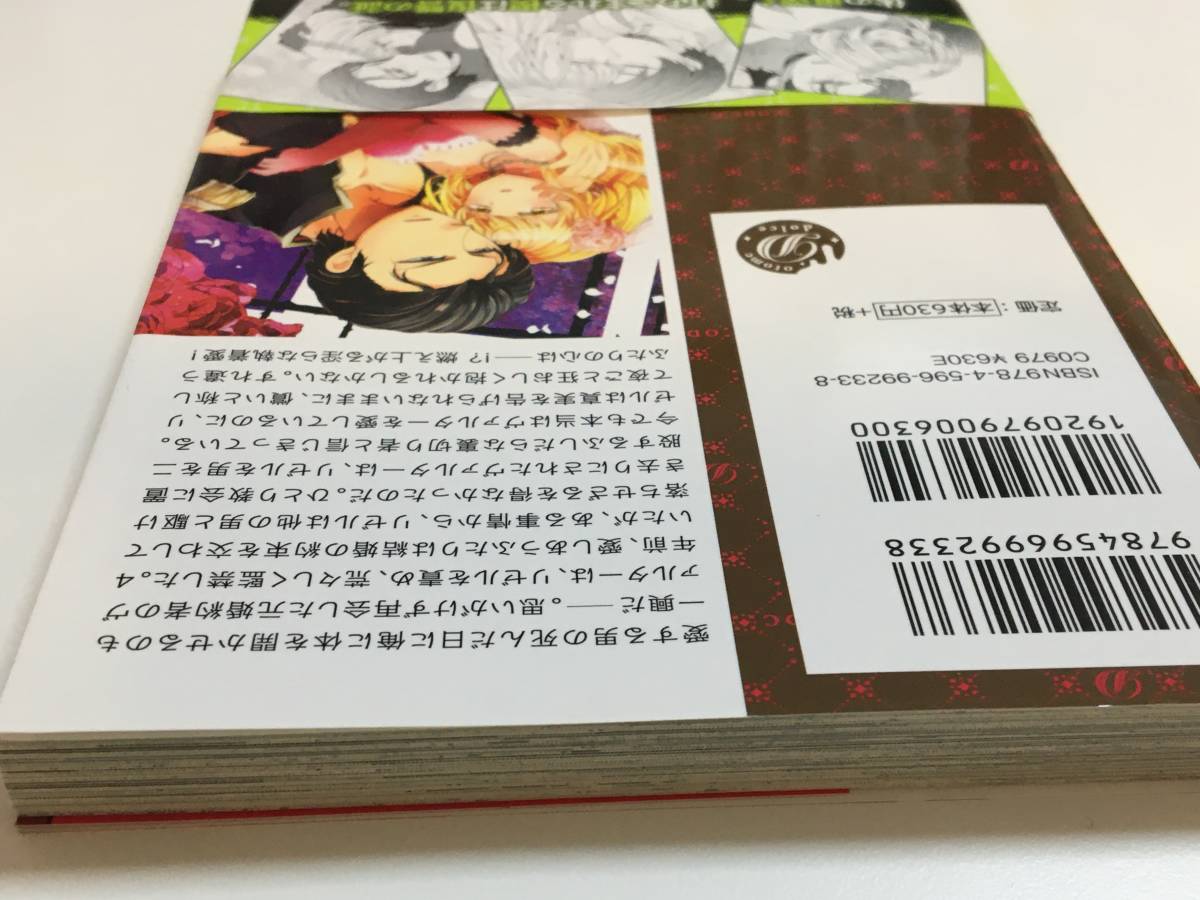 9784596992338
1920979006300
ISBN978-4-596-99233-8
C0979 ¥630E
定価：本体630円+税
otome
dolce
愛する男の死んだ日に俺に体を開かせるのも
一興だ――。思いがけず再会した元婚約者のヴ
ァルターは、リゼルを責め、荒々しく監禁した。4
年前、愛しあうふたりは結婚の約束を交わして
いたが、ある事情から、リゼルは他の男と駆け
落ちせざるを得なかったのだ。ひとり教会に置
き去りにされたヴァルターは、リゼルを男を二
股するふしだらな裏切り者と信じきっている。
今でも本当はヴァルターを愛しているのに、リ
ゼルは真実を告げられないままに、償いと称し
て夜ごと狂おしく抱かれるしかない。すれ違う
ふたりの心は――!? 燃え上がる淫らな執着愛！